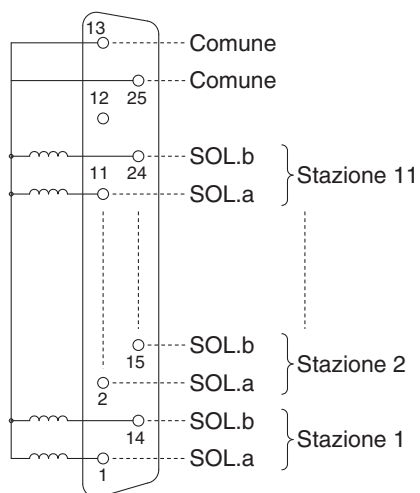 13
Comune
Comune
12 25
SOL.b
11 24 Stazione 11
SOL.a
SOL.b
15 Stazione 2
SOL.a
2
SOL.b
14 Stazione 1
SOL.a
1